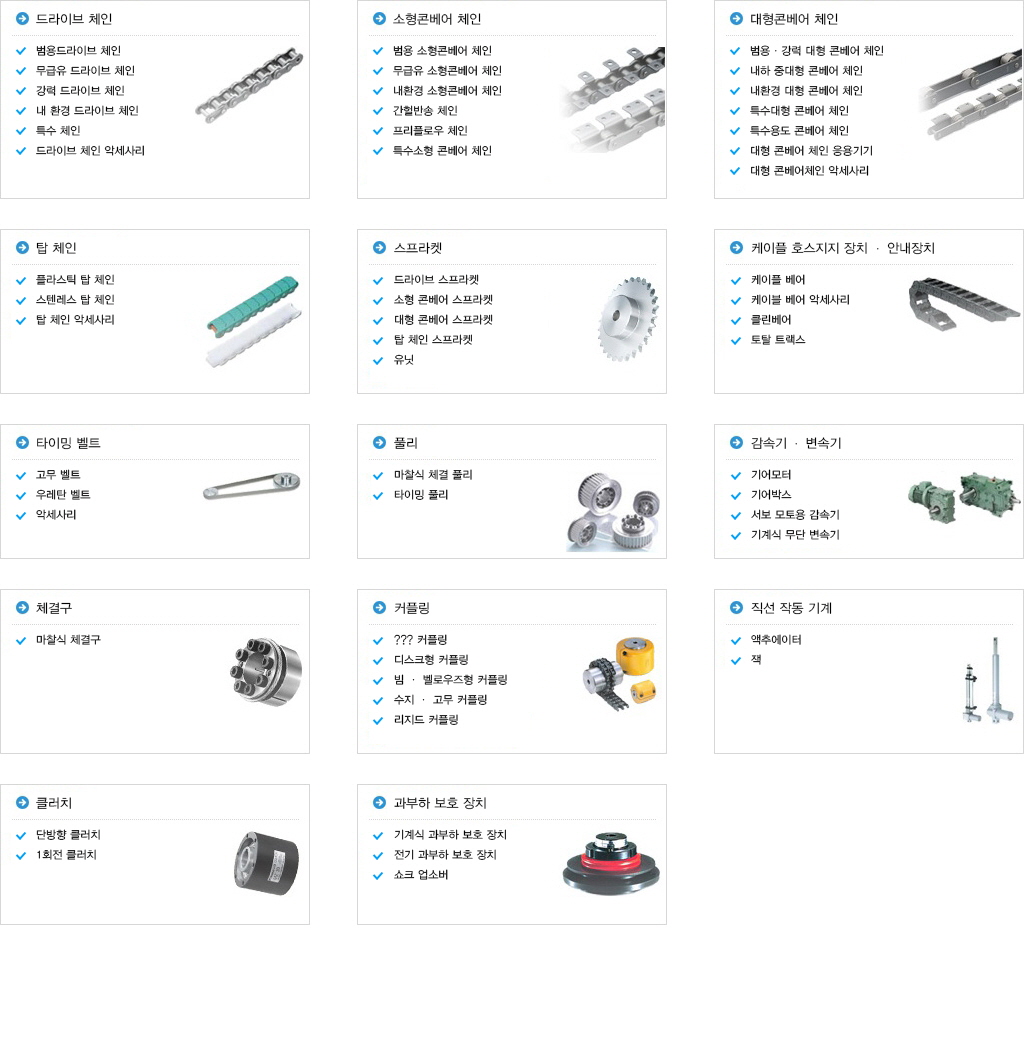 드라이브 체인
범용드라이브 체인
무급유 드라이브 체인
강력 드라이브 체인
내 환경 드라이브 체인
특수 체인
드라이브 체인 악세사리
소형콘베어 체인
범용 소형콘베어 체인
무급유 소형콘베어 체인
내환경 소형콘베어 체인
간헐반송 체인
프리플로우 체인
특수소형 콘베어 체인
대형콘베어 체인
범용 · 강력 대형 콘베어 체인
내하 중대형 콘베어 체인
내환경 대형 콘베어 체인
특수대형 콘베어 체인
특수용도 콘베어 체인
대형 콘베어 체인 응용기기
대형 콘베어체인 악세사리
탑 체인
플라스틱 탑 체인
스텐레스 탑 체인
탑 체인 악세사리
스프라켓
드라이브 스프라켓
소형 콘베어 스프라켓
대형 콘베어 스프라켓
탑 체인 스프라켓
유닛
케이플 호스지지 장치 · 안내장치
케이플 베어
케이블 베어 악세사리
클린베어
토탈 트랙스
타이밍 벨트
고무 벨트
우레탄 벨트
악세사리
풀리
마찰식 체결 풀리
타이밍 풀리
감속기 · 변속기
기어모터
기어박스
서보 모토용 감속기
기계식 무단 변속기
체결구
마찰식 체결구
커플링
??? 커플링
디스크형 커플링
빔 · 벨로우즈형 커플링
수지 · 고무 커플링
리지드 커플링
직선 작동 기계
액추에이터
잭
클러치
단방향 클러치
1회전 클러치
과부하 보호 장치
기계식 과부하 보호 장치
전기 과부하 보호 장치
쇼크 업소버